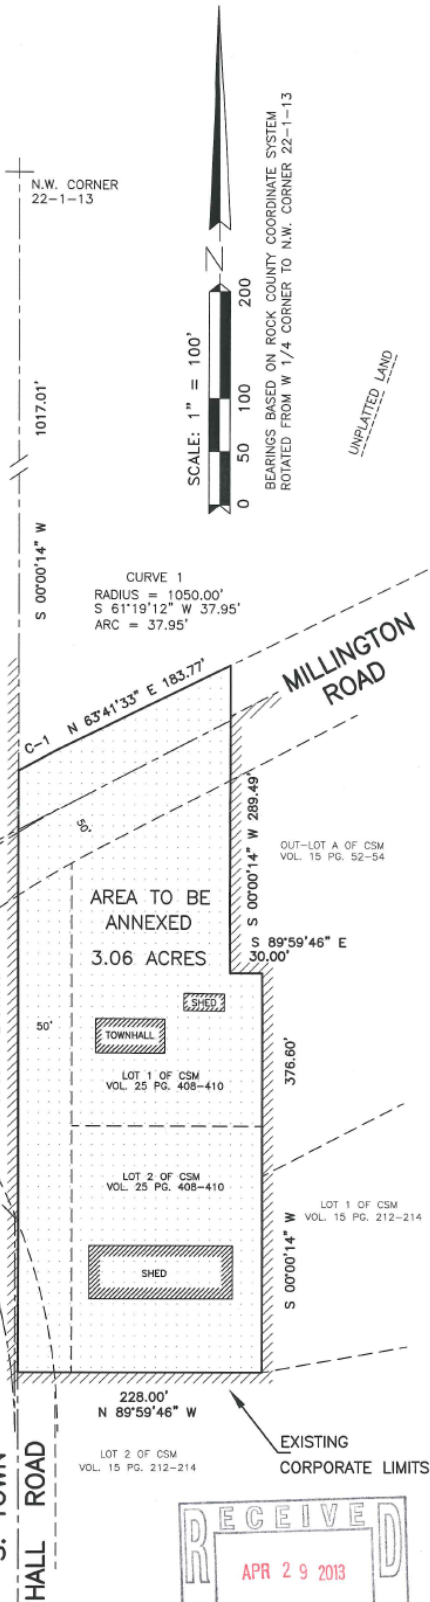 N.W. CORNER
22-1-13
1017.01'
S 00°00'14" W
N
SCALE: 1" = 100'
0 50 100 200
BEARINGS BASED ON ROCK COUNTY COORDINATE SYSTEM
ROTATED FROM W 1/4 CORNER TO N.W. CORNER 22-1-13
UNPLATTED LAND
CURVE 1
RADIUS = 1050.00'
S 61°19'12" W 37.95'
ARC = 37.95'
C-1
N 63°41'33" E 183.77'
MILLINGTON
ROAD
50'
S 00°00'14" W 289.49'
OUT-LOT A OF CSM
VOL. 15 PG. 52-54
AREA TO BE
ANNEXED
3.06 ACRES
S 89°59'46" E
30.00'
SHED
50'
TOWNHALL
LOT 1 OF CSM
VOL. 25 PG. 408-410
376.60'
LOT 2 OF CSM
VOL. 25 PG. 408-410
S 00°00'14" W
LOT 1 OF CSM
VOL. 15 PG. 212-214
SHED
228.00'
N 89°59'46" W
EXISTING
CORPORATE LIMITS
LOT 2 OF CSM
VOL. 15 PG. 212-214
S. TOWN
HALL ROAD
RECEIVED
APR 29 2013